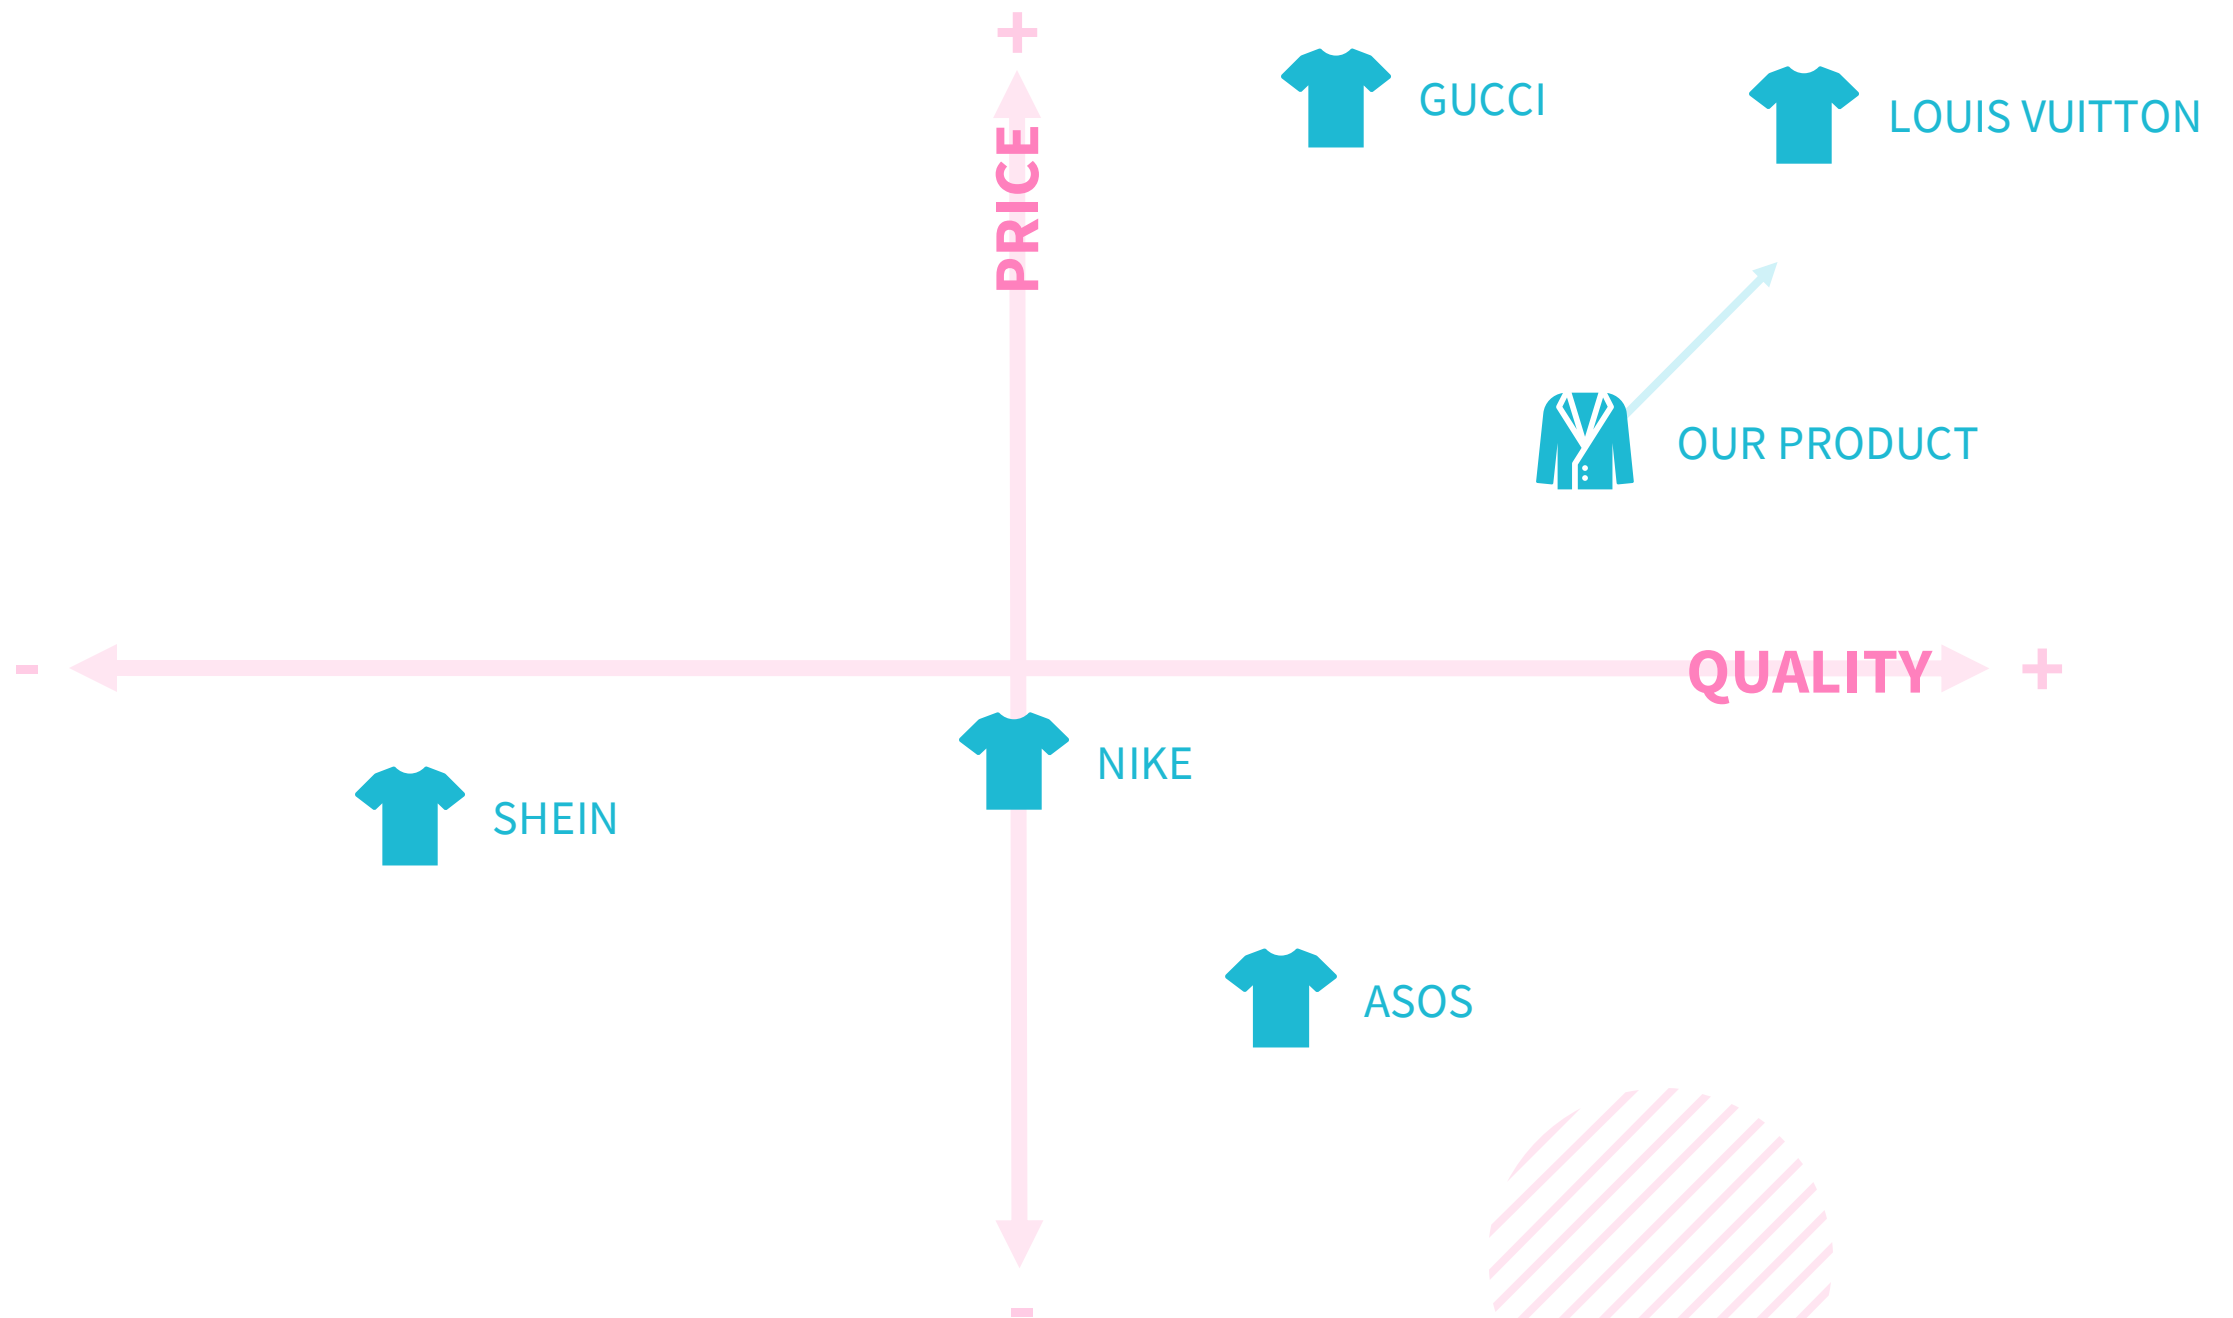 +
GUCCI
LOUIS VUITTON
PRICE
OUR PRODUCT
-
QUALITY
+
NIKE
SHEIN
ASOS
-